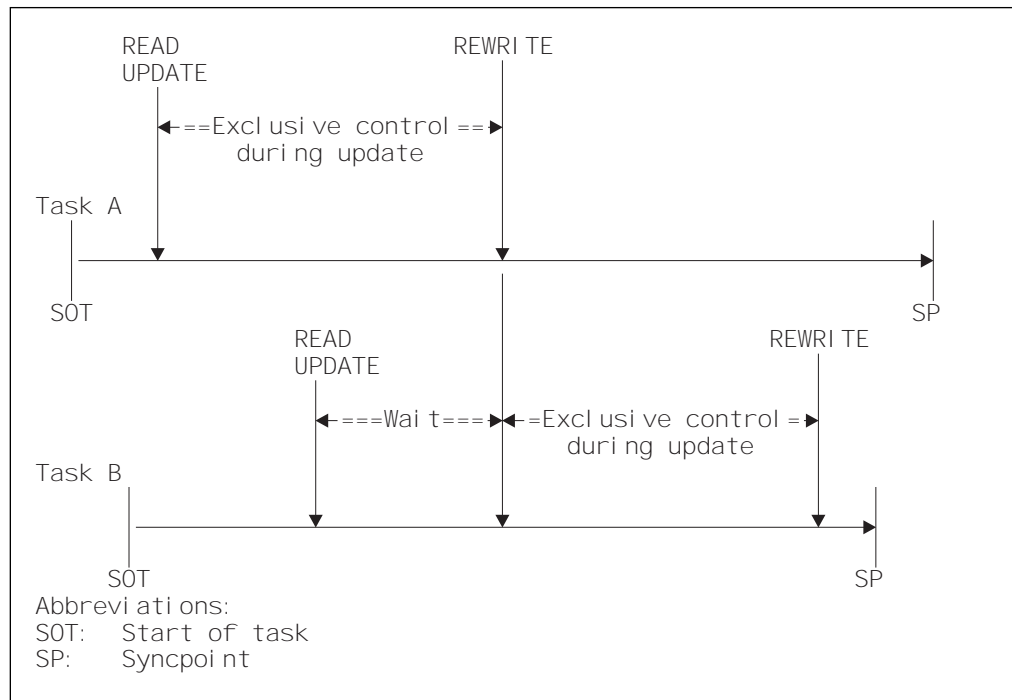 READ REWRITE
UPDATE
==Exclusive control==
during update
Task A
SOT SP
READ REWRITE
UPDATE
===Wait=== =Exclusive control=
during update
Task B
SOT SP
Abbreviations:
SOT: Start of task
SP: Syncpoint